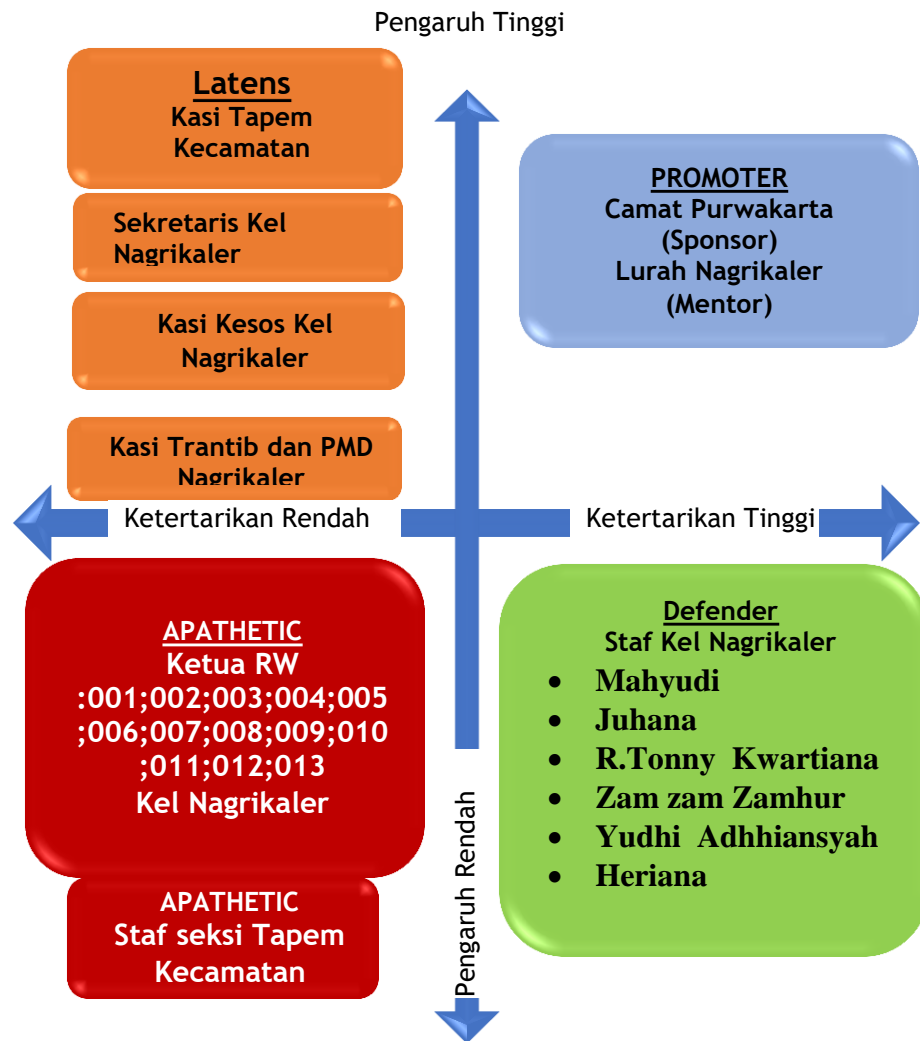 Pengaruh Tinggi
Latens
Kasi Tapem
Kecamatan
Sekretaris Kel
Nagrikaler
Kasi Kesos Kel
Nagrikaler
Kasi Trantib dan PMD
Nagrikaler
PROMOTER
Camat Purwakarta
(Sponsor)
Lurah Nagrikaler
(Mentor)
Ketertarikan Rendah
Ketertarikan Tinggi
APATHETIC
Ketua RW
:001;002;003;004;005
;006;007;008;009;010
;011;012;013
Kel Nagrikaler
APATHETIC
Staf seksi Tapem
Kecamatan
Pengaruh Rendah
Defender
Staf Kel Nagrikaler
• Mahyudi
• Juhana
• R.Tonny Kwartiana
• Zam zam Zamhur
• Yudhi Adhhiansyah
• Heriana